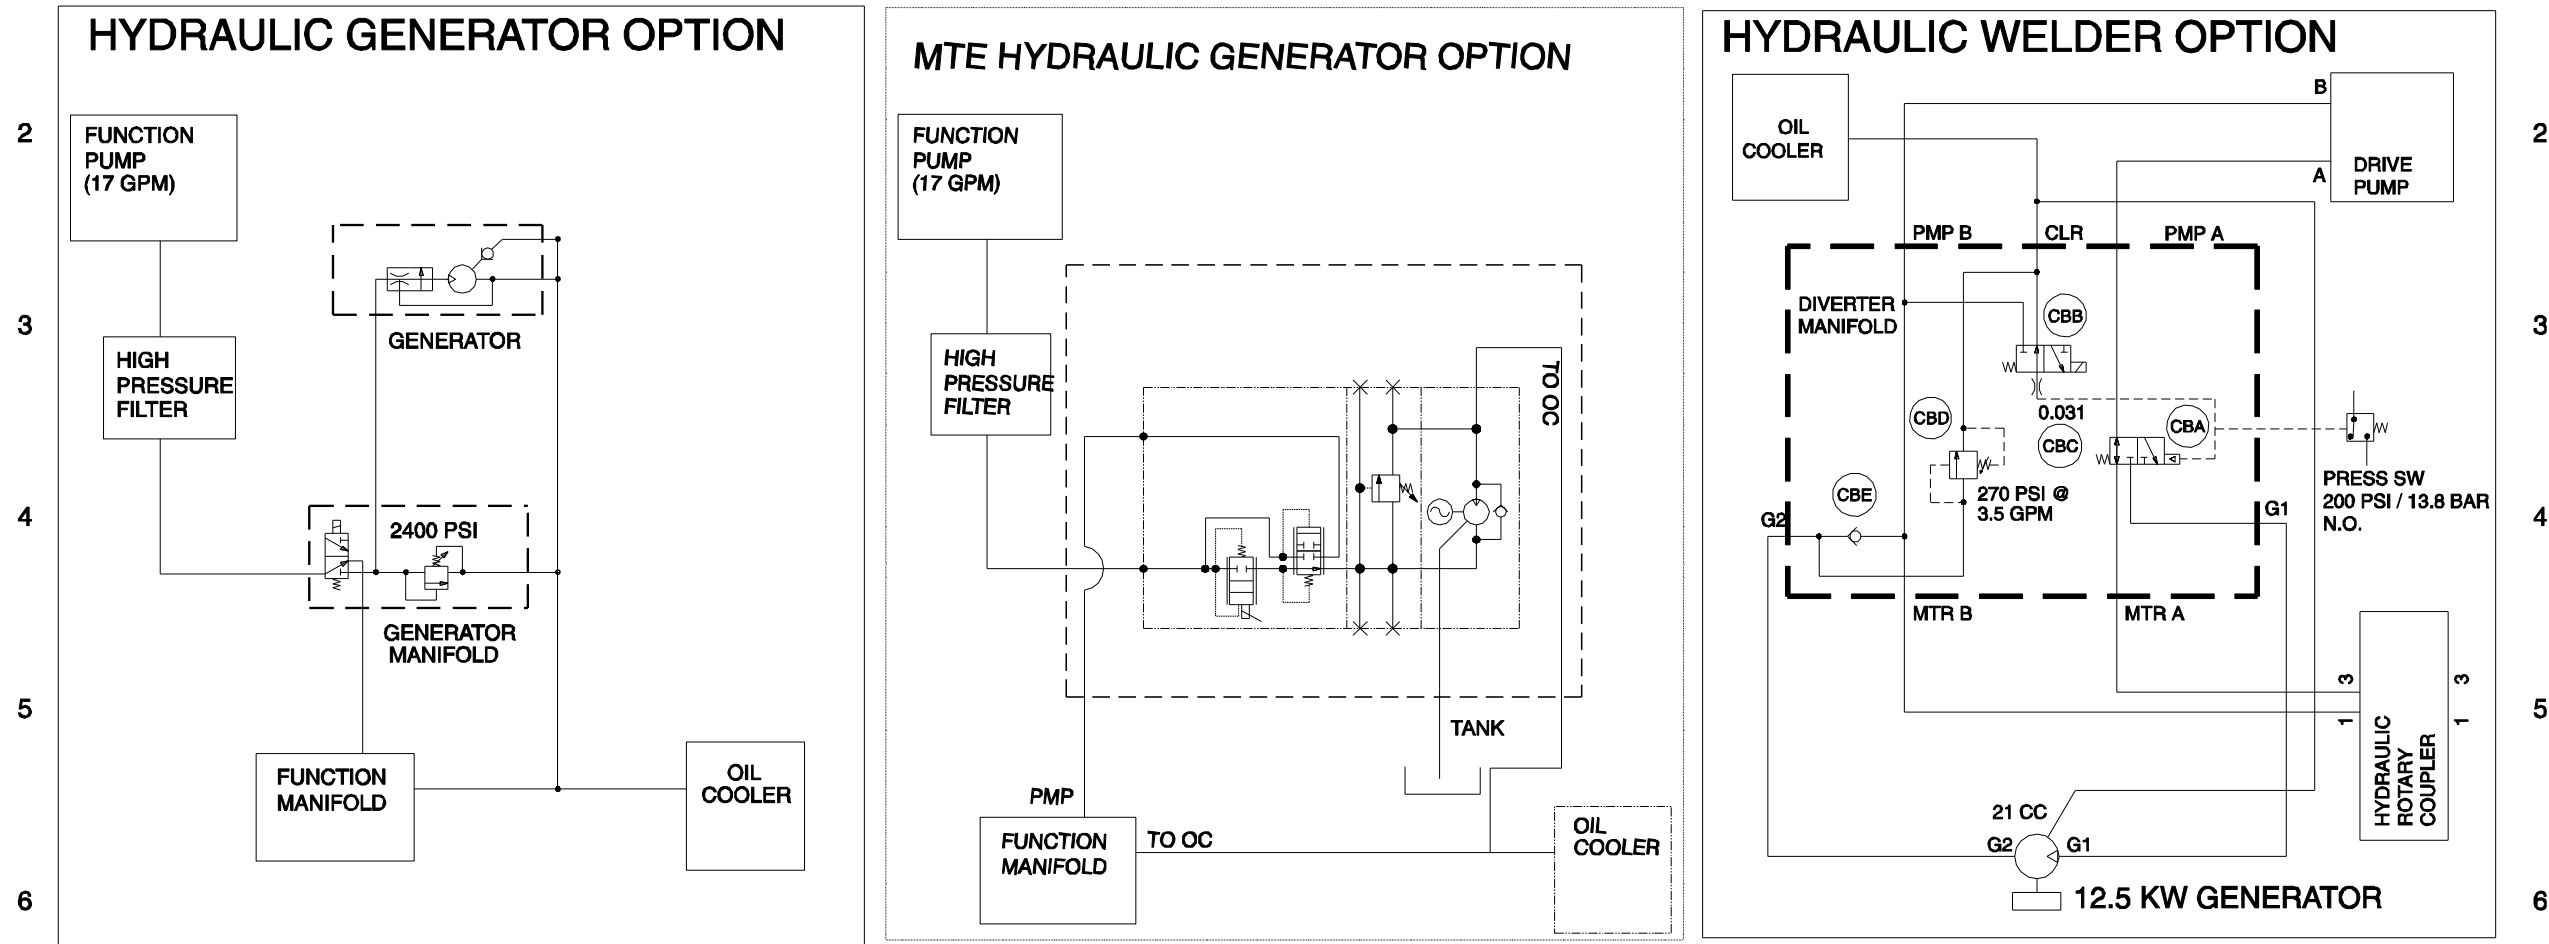 HYDRAULIC GENERATOR OPTION
2
3
4
5
6
FUNCTION
PUMP
(17 GPM)
HIGH
PRESSURE
FILTER
GENERATOR
2400 PSI
GENERATOR
MANIFOLD
FUNCTION
MANIFOLD
OIL
COOLER
MTE HYDRAULIC GENERATOR OPTION
FUNCTION
PUMP
(17 GPM)
HIGH
PRESSURE
FILTER
TO OC
TANK
PMP
FUNCTION
MANIFOLD
TO OC
OIL
COOLER
HYDRAULIC WELDER OPTION
OIL
COOLER
B
A
DRIVE
PUMP
PMP B
CLR
PMP A
DIVERTER
MANIFOLD
CBB
CBD
0.031
CBC
CBA
CBE
270 PSI @
3.5 GPM
PRESS SW
200 PSI / 13.8 BAR
N.O.
G2
G1
MTR B
MTR A
3
1
HYDRAULIC
ROTARY
COUPLER
3
1
21 CC
G2
G1
12.5 KW GENERATOR
2
3
4
5
6